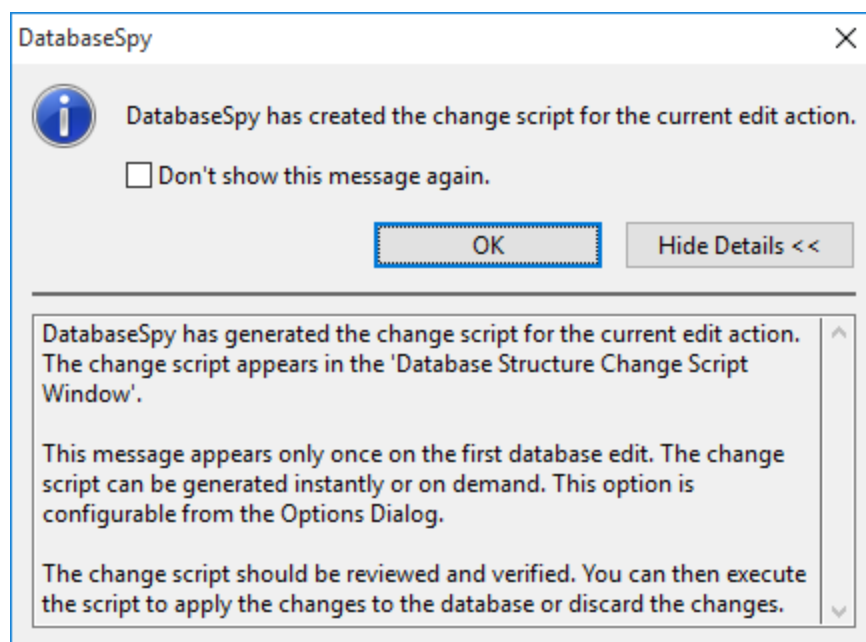 DatabaseSpy
DatabaseSpy has created the change script for the current edit action.
Don't show this message again.
OK
Hide Details <<
DatabaseSpy has generated the change script for the current edit action.
The change script appears in the 'Database Structure Change Script
Window'.
This message appears only once on the first database edit. The change
script can be generated instantly or on demand. This option is
configurable from the Options Dialog.
The change script should be reviewed and verified. You can then execute
the script to apply the changes to the database or discard the changes.